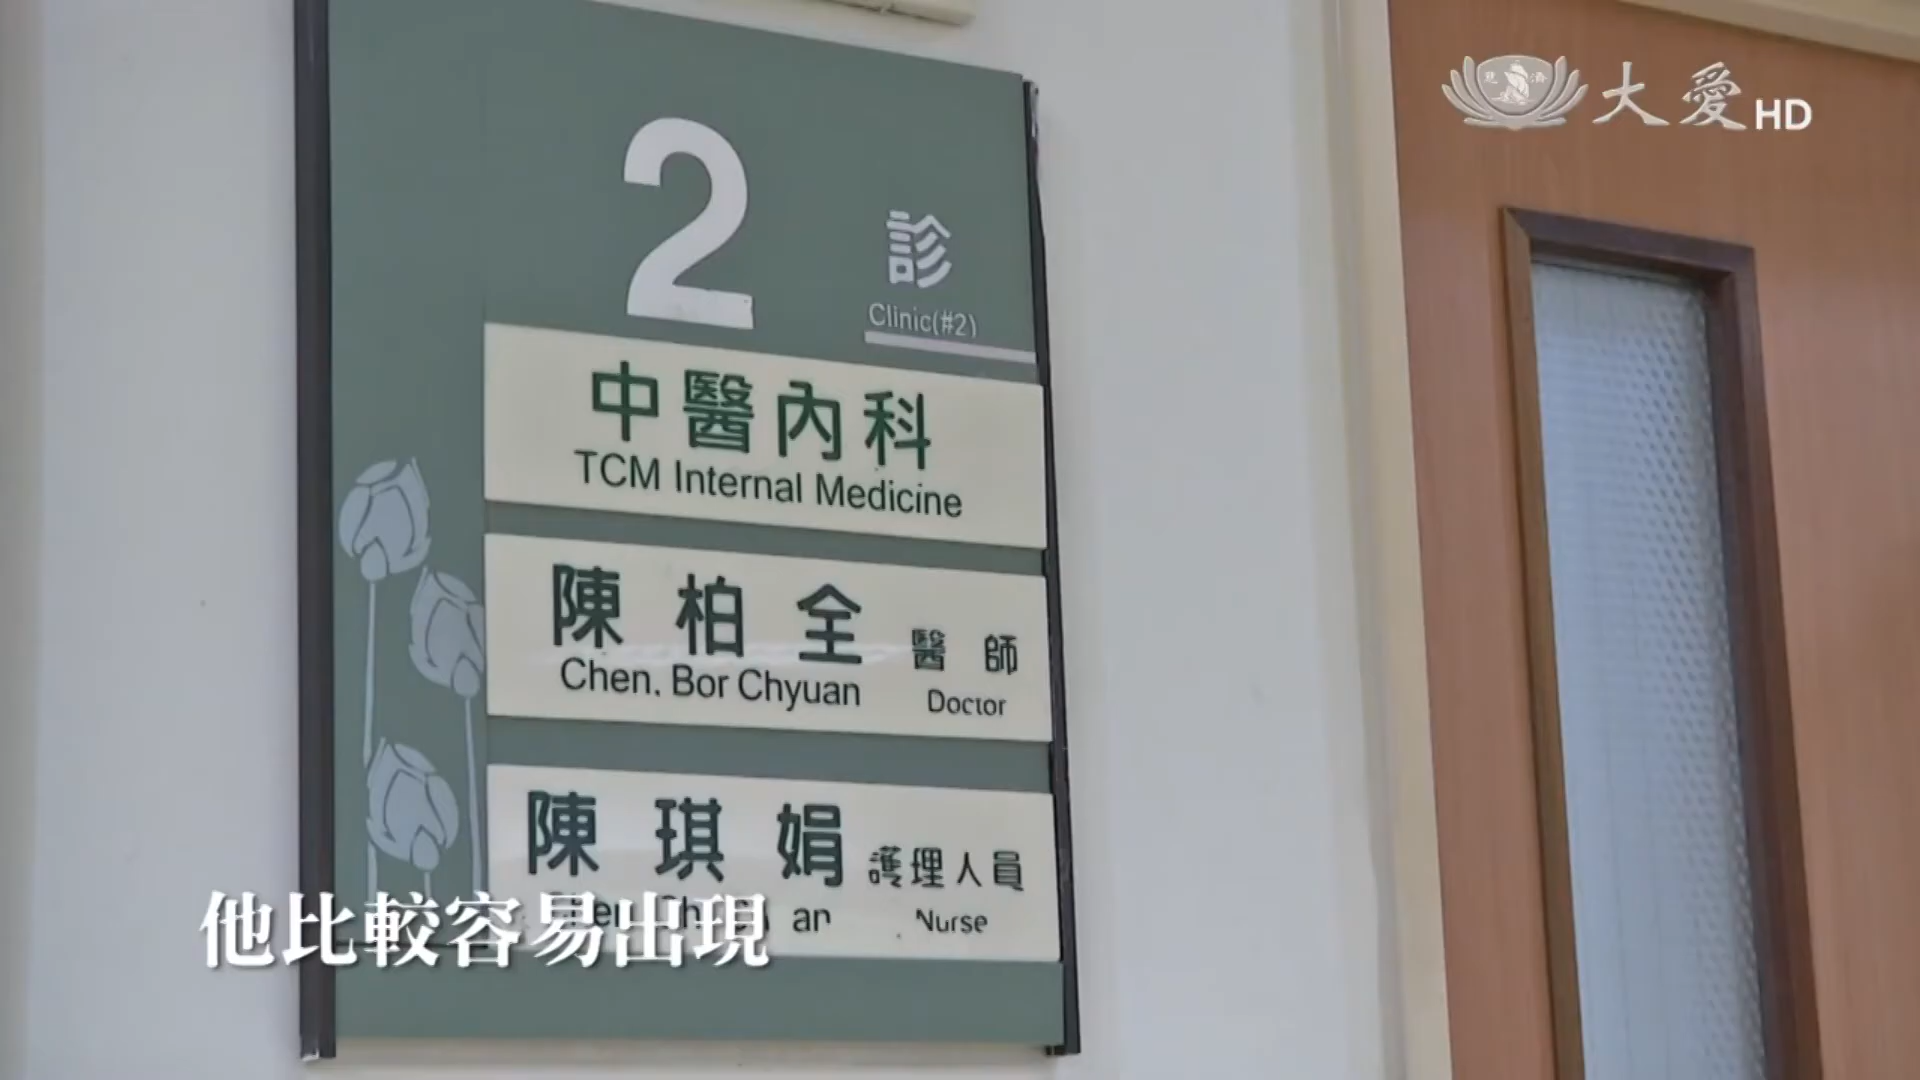 大愛HD
2
診
Clinic(#2)
中醫內科
TCM Internal Medicine
陳柏全 醫師
Chen, Bor Chyuan Doctor
陳琪娟 護理人員
Nurse
他比較容易出現